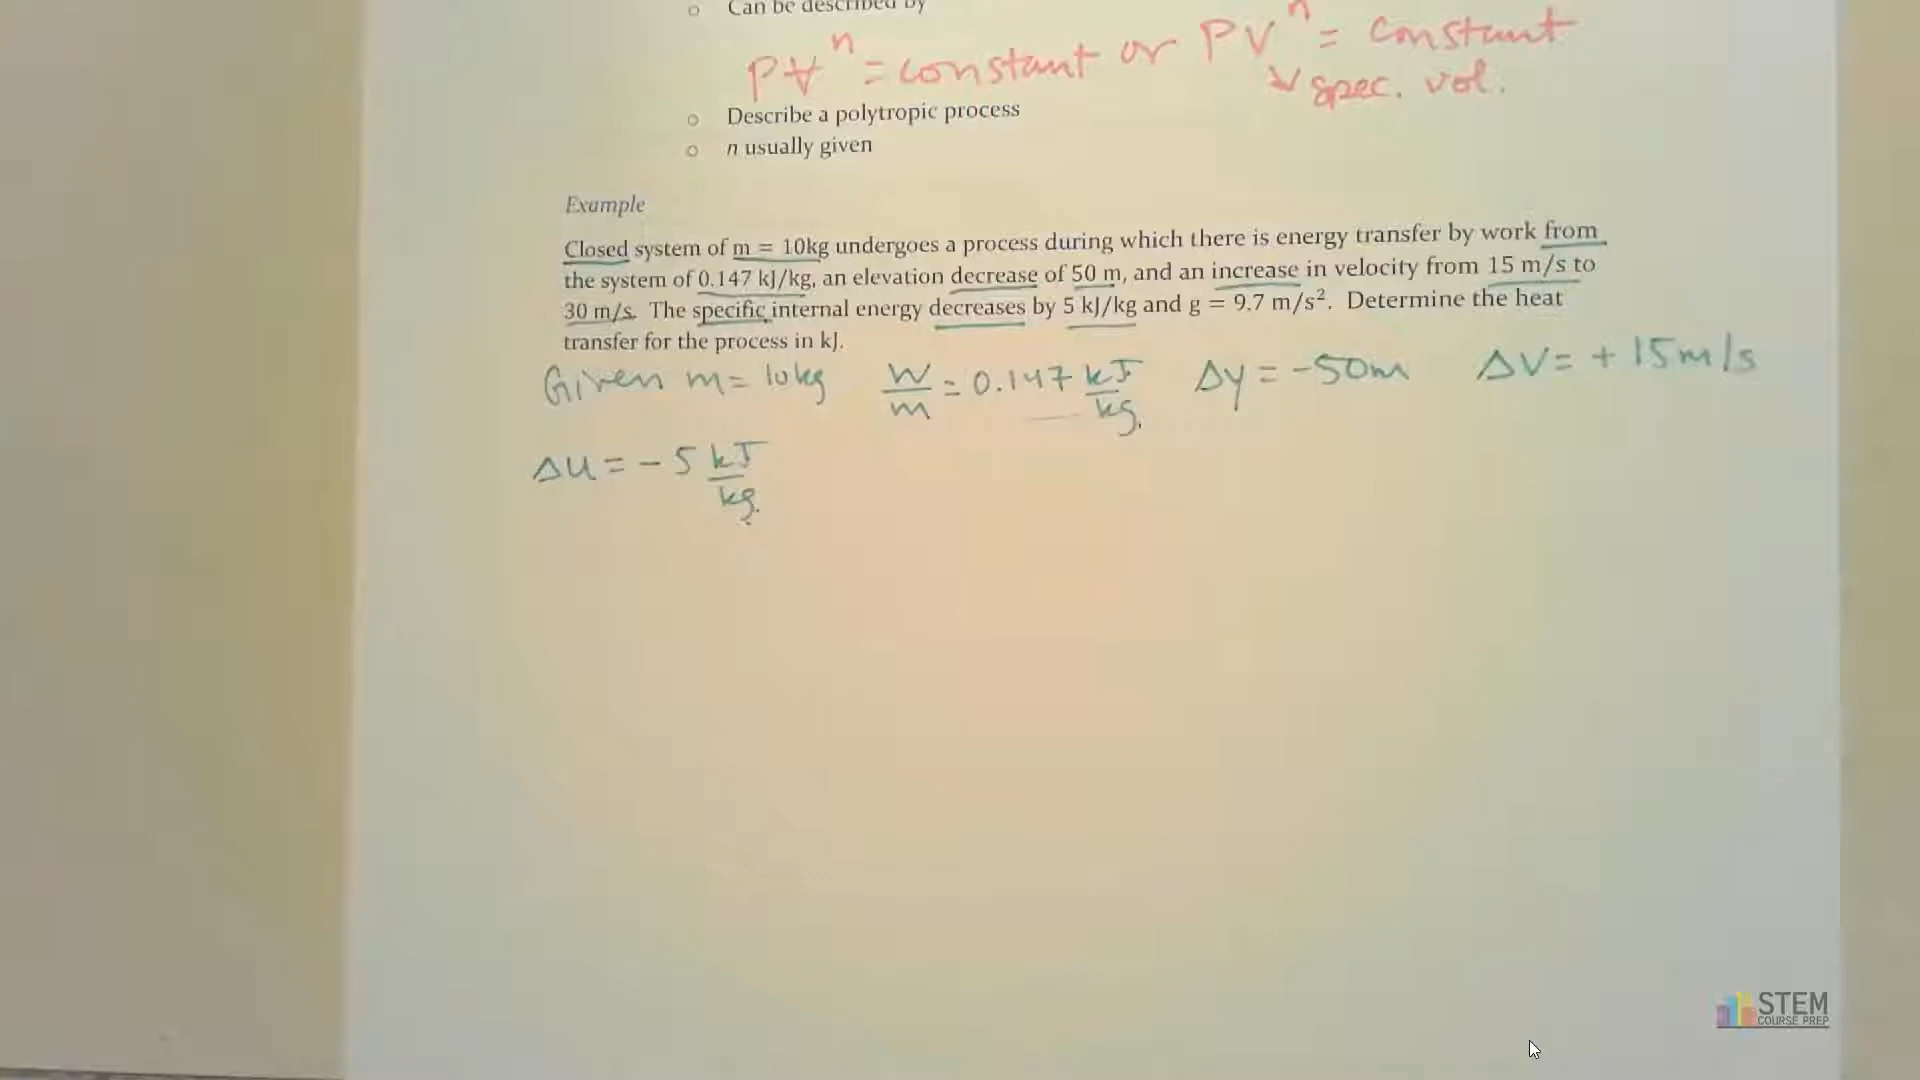 ○ Can be described by
P∀ⁿ = constant or PVⁿ = constant
↘ spec. vol.
○ Describe a polytropic process
○ n usually given
Example
Closed system of m = 10kg undergoes a process during which there is energy transfer by work from
the system of 0.147 kJ/kg, an elevation decrease of 50 m, and an increase in velocity from 15 m/s to
30 m/s. The specific internal energy decreases by 5 kJ/kg and g = 9.7 m/s². Determine the heat
transfer for the process in kJ.
Given m = 10kg W/m = 0.147 kJ/kg. Δy = -50m ΔV = +15m/s
Δu = -5 kJ/kg.
STEM
COURSE PREP